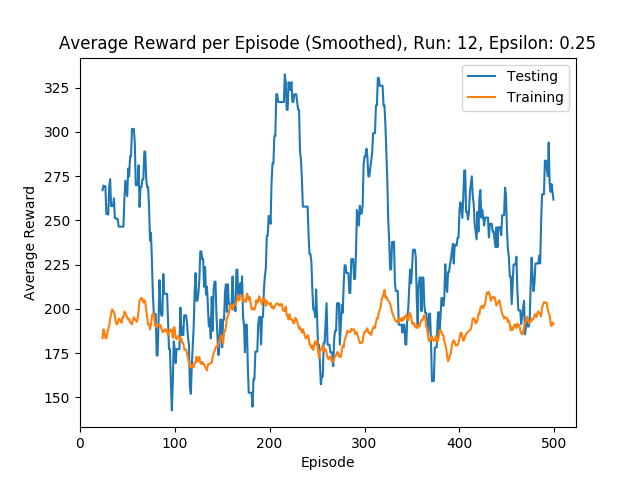 Average Reward per Episode (Smoothed), Run: 12, Epsilon: 0.25
Testing
Training
Average Reward
325
300
275
250
225
200
175
150
0 100 200 300 400 500
Episode